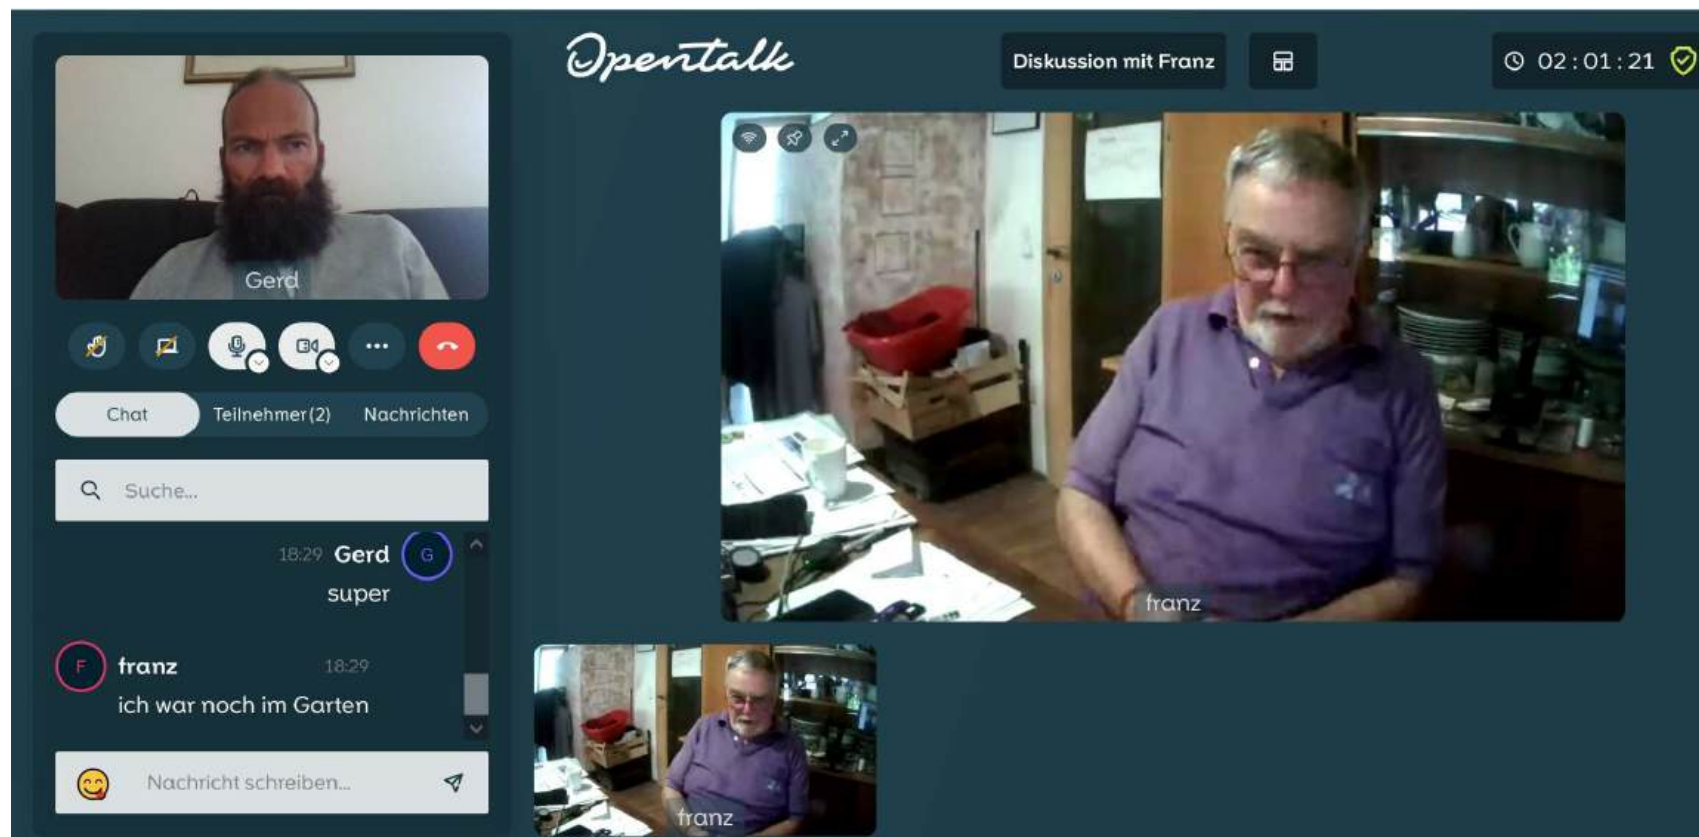 Opentalk
Diskussion mit Franz
02:01:21
Gerd
Chat
Teilnehmer(2)
Nachrichten
Suche...
18:29 Gerd G
super
F franz 18:29
ich war noch im Garten
Nachricht schreiben...
franz
franz